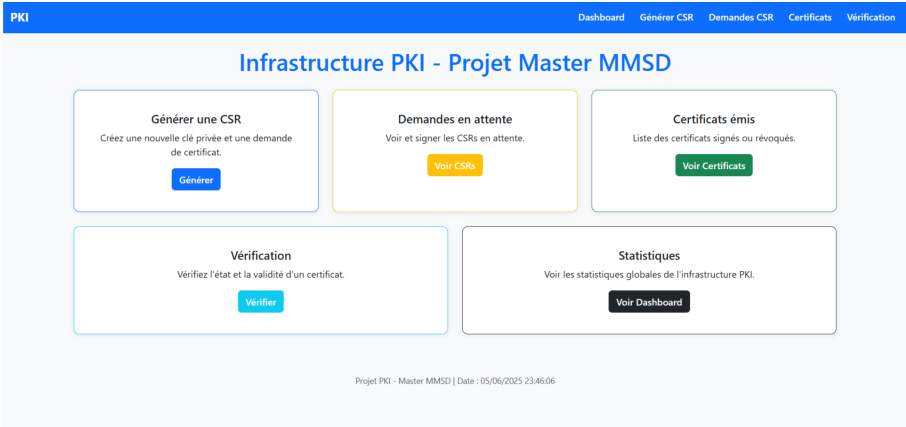 PKI
Dashboard Générer CSR Demandes CSR Certificats Vérification
Infrastructure PKI - Projet Master MMSD
Générer une CSR
Créez une nouvelle clé privée et une demande
de certificat.
Générer
Demandes en attente
Voir et signer les CSRs en attente.
Voir CSRs
Certificats émis
Liste des certificats signés ou révoqués.
Voir Certificats
Vérification
Vérifiez l'état et la validité d'un certificat.
Vérifier
Statistiques
Voir les statistiques globales de l'infrastructure PKI.
Voir Dashboard
Projet PKI - Master MMSD | Date : 05/06/2025 23:46:06